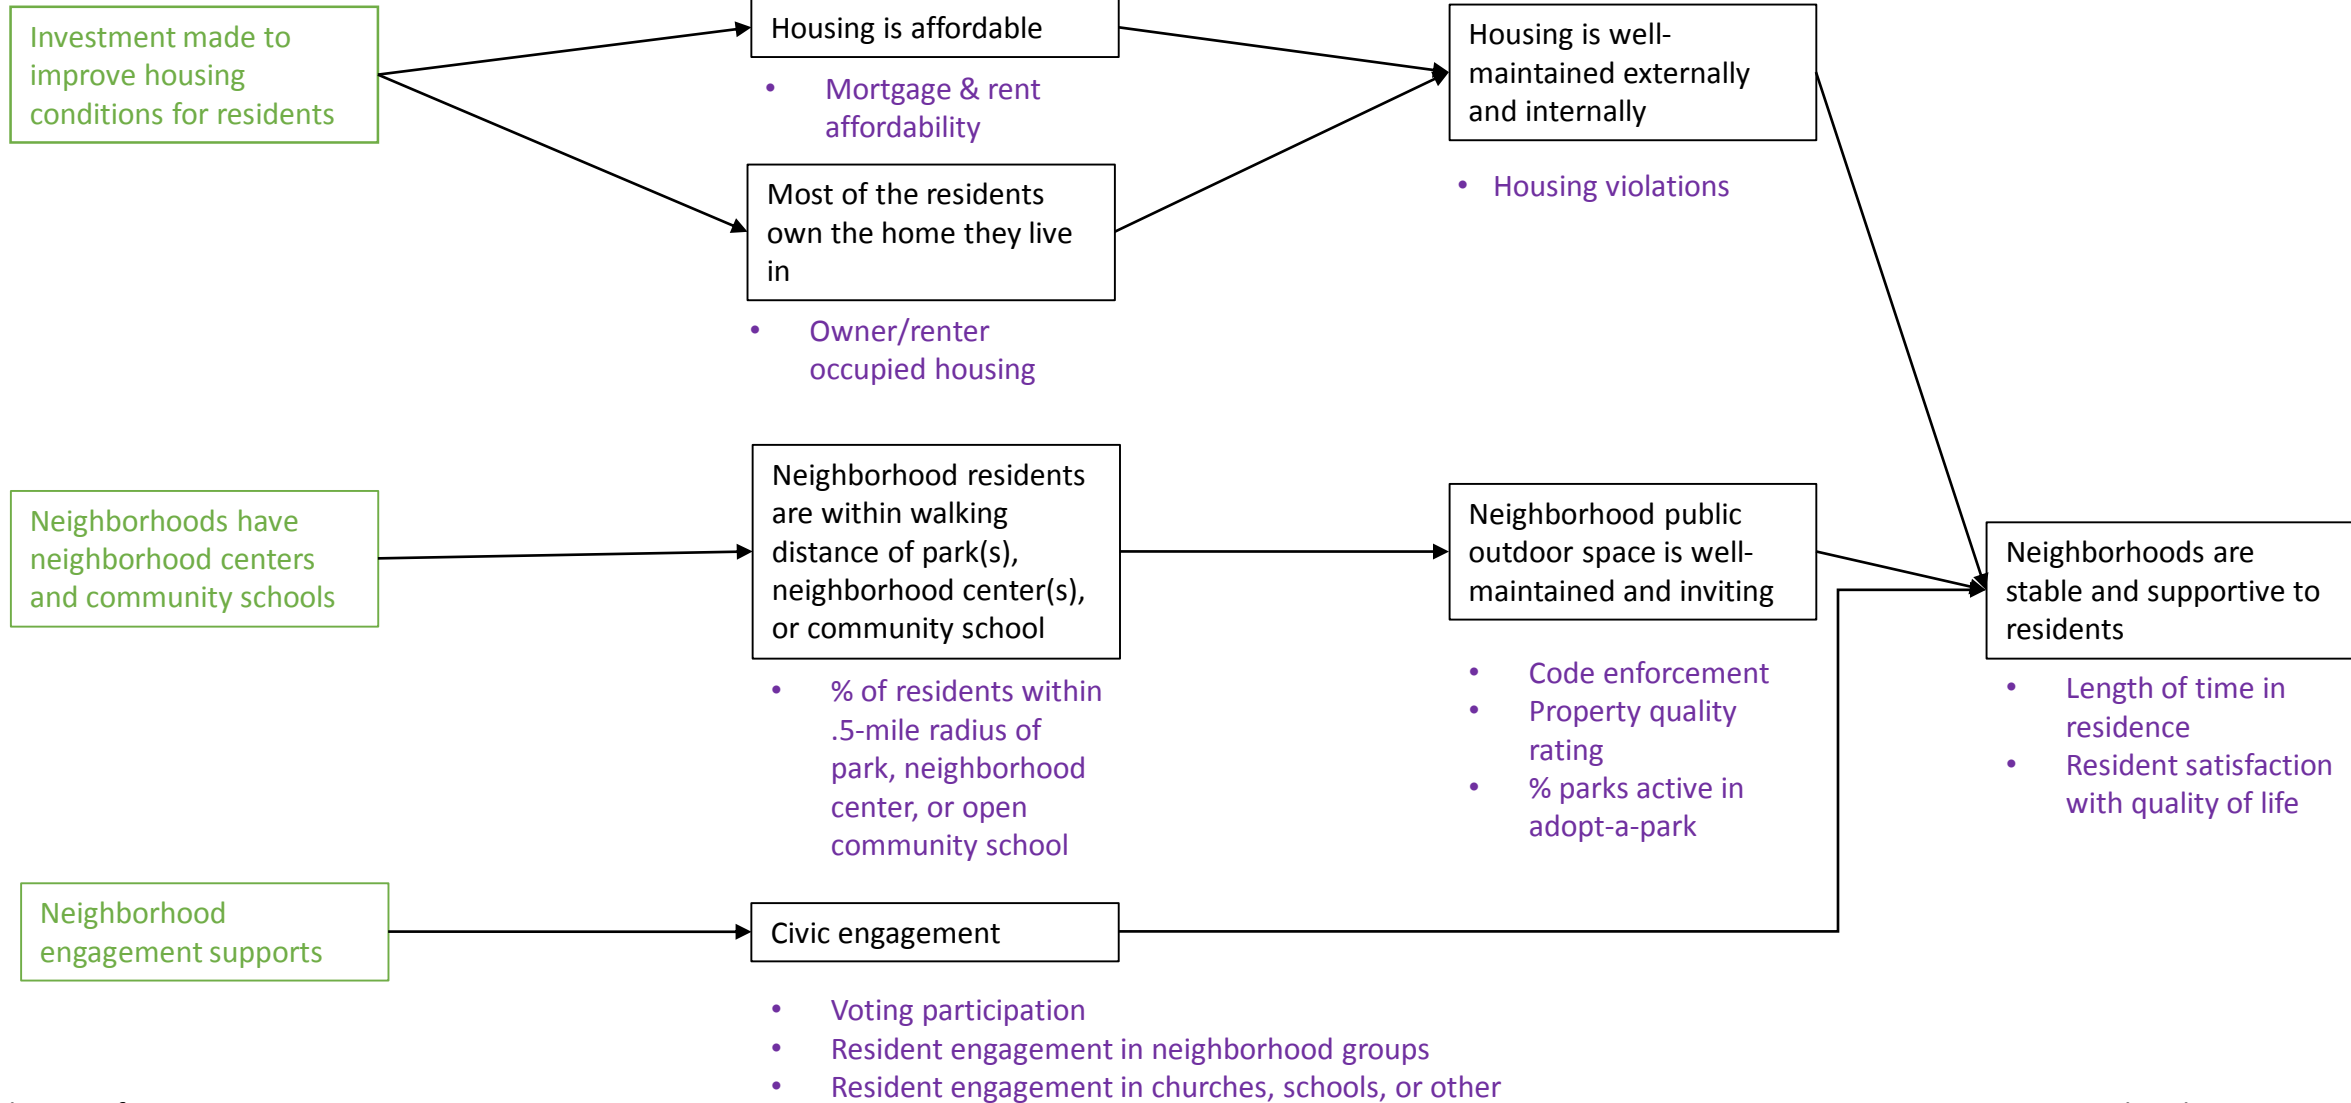 Investment made to
improve housing
conditions for residents
Housing is affordable
• Mortgage & rent
affordability
Most of the residents
own the home they live
in
• Owner/renter
occupied housing
Housing is well-
maintained externally
and internally
• Housing violations
Neighborhoods have
neighborhood centers
and community schools
Neighborhood residents
are within walking
distance of park(s),
neighborhood center(s),
or community school
• % of residents within
.5-mile radius of
park, neighborhood
center, or open
community school
Neighborhood public
outdoor space is well-
maintained and inviting
• Code enforcement
• Property quality
rating
• % parks active in
adopt-a-park
Neighborhoods are
stable and supportive to
residents
• Length of time in
residence
• Resident satisfaction
with quality of life
Neighborhood
engagement supports
Civic engagement
• Voting participation
• Resident engagement in neighborhood groups
• Resident engagement in churches, schools, or other